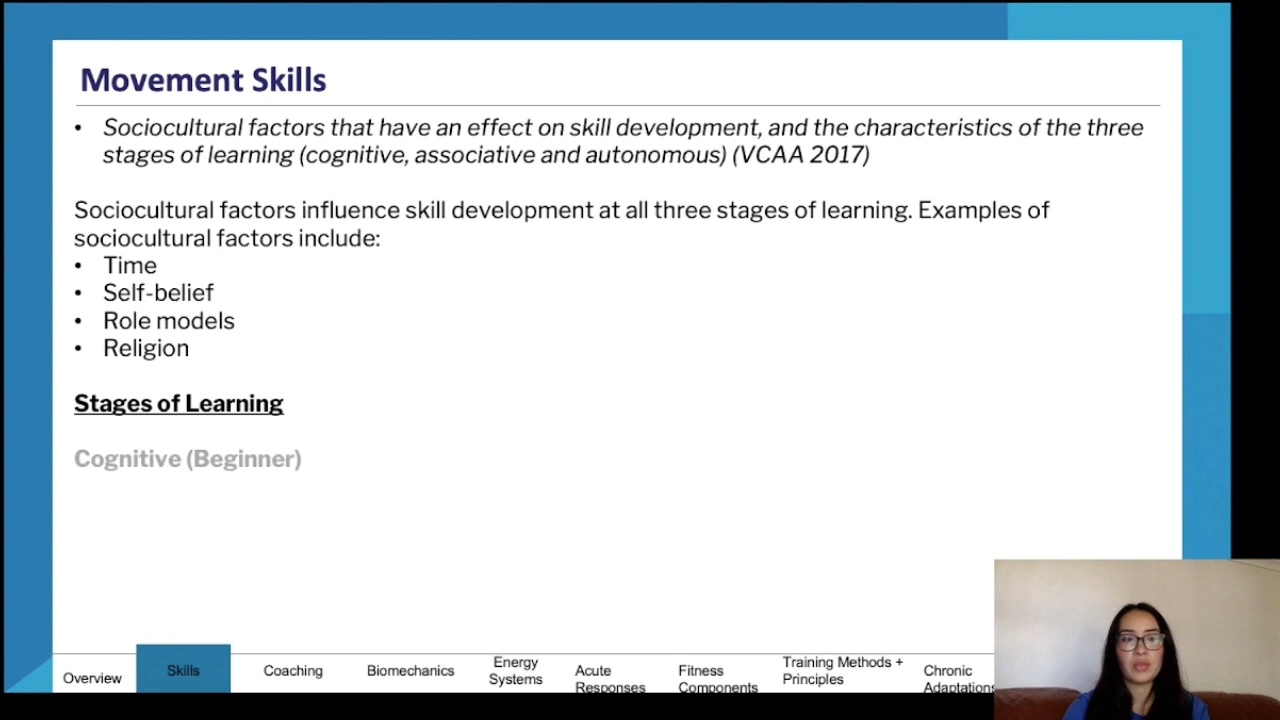 Movement Skills
• Sociocultural factors that have an effect on skill development, and the characteristics of the three
stages of learning (cognitive, associative and autonomous) (VCAA 2017)
Sociocultural factors influence skill development at all three stages of learning. Examples of
sociocultural factors include:
• Time
• Self-belief
• Role models
• Religion
Stages of Learning
Cognitive (Beginner)
Overview
Skills
Coaching
Biomechanics
Energy
Systems
Acute
Responses
Fitness
Components
Training Methods +
Principles
Chronic
Adaptations